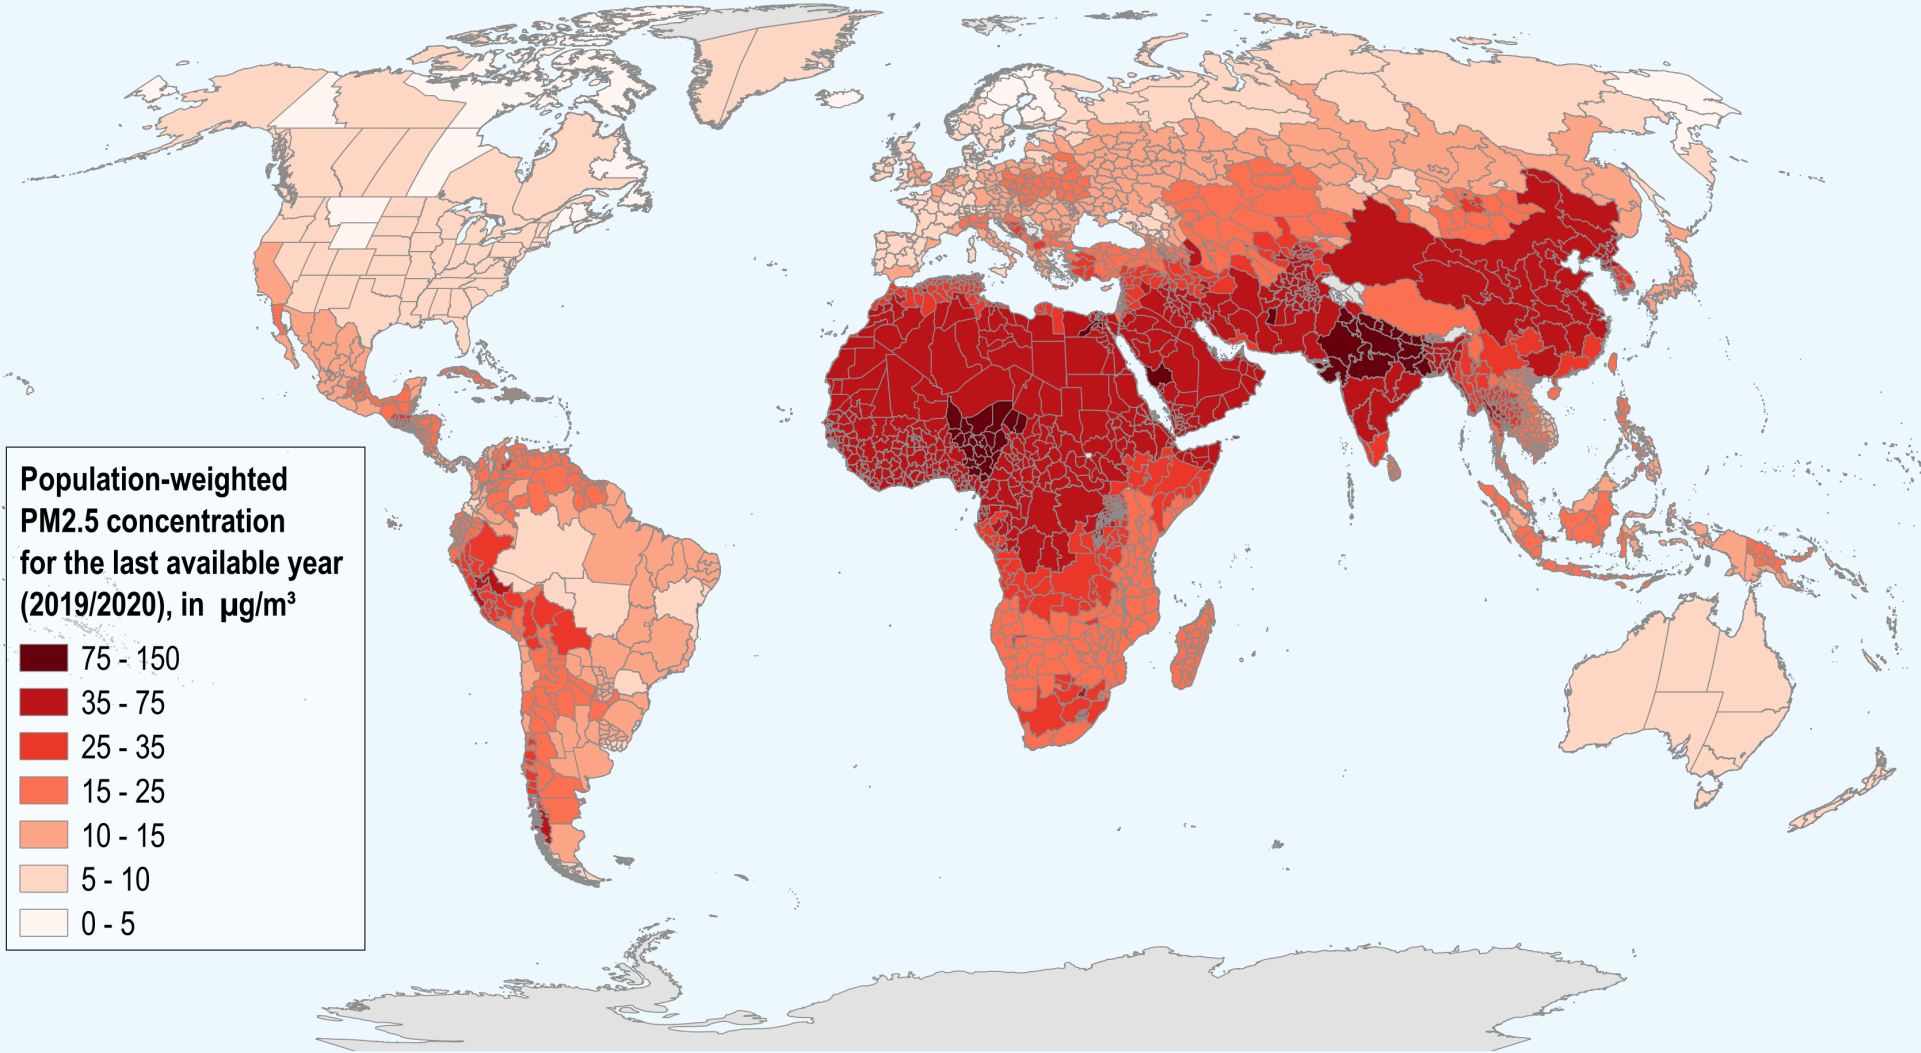 Population-weighted
PM2.5 concentration
for the last available year
(2019/2020), in µg/m³
75 - 150
35 - 75
25 - 35
15 - 25
10 - 15
5 - 10
0 - 5